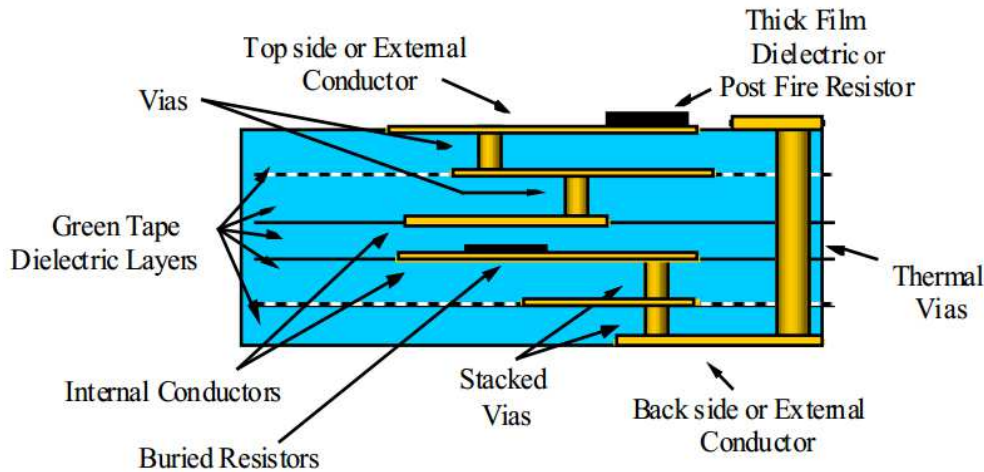 Thick Film
Dielectric or
Post Fire Resistor
Top side or External
Conductor
Vias
Green Tape
Dielectric Layers
Thermal
Vias
Internal Conductors
Stacked
Vias
Back side or External
Conductor
Buried Resistors